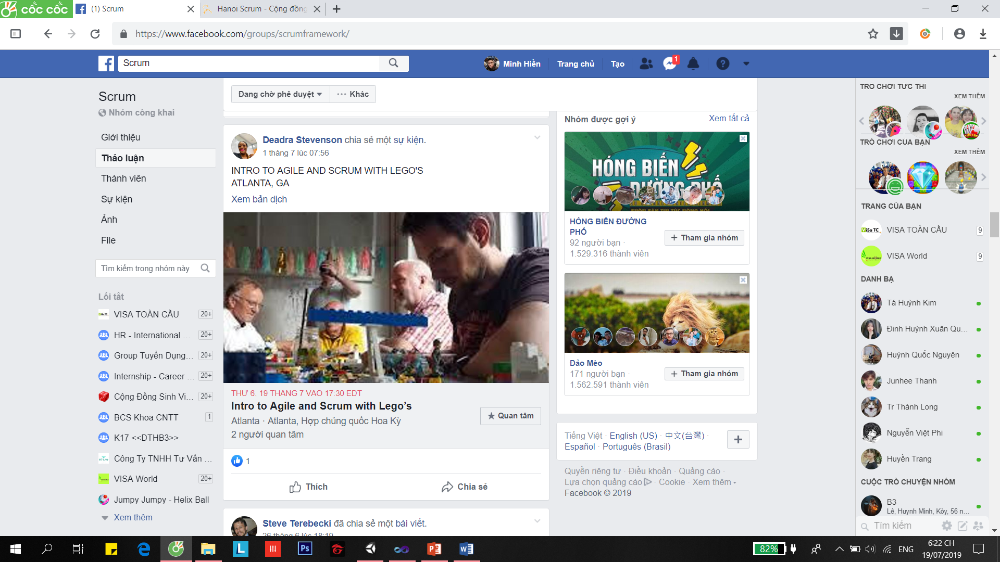 cốc cốc
(1) Scrum
Hanoi Scrum - Cộng đồng
https://www.facebook.com/groups/scrumframework/
Scrum
Minh Hiền
Trang chủ
Tạo
1
Scrum
Nhóm công khai
Giới thiệu
Thảo luận
Thành viên
Sự kiện
Ảnh
File
Tìm kiếm trong nhóm này
Lối tắt
VISA TOÀN CẦU 20+
HR - International ... 20+
Group Tuyển Dụng... 20+
Internship - Career ... 20+
Cộng Đồng Sinh Vi... 20+
BCS Khoa CNTT 1
K17 <<DTHB3>>
Công Ty TNHH Tư Vấn ...
VISA World 20+
Jumpy Jumpy - Helix Ball
Xem thêm
Đang chờ phê duyệt
··· Khác
Deadra Stevenson chia sẻ một sự kiện.
1 tháng 7 lúc 07:56
INTRO TO AGILE AND SCRUM WITH LEGO'S
ATLANTA, GA
Xem bản dịch
THỨ 6, 19 THÁNG 7 VÀO 17:30 EDT
Intro to Agile and Scrum with Lego’s
Atlanta · Atlanta, Hợp chủng quốc Hoa Kỳ
2 người quan tâm
★ Quan tâm
1
Thích
Chia sẻ
Steve Terebecki đã chia sẻ một bài viết.
26 tháng 6 lúc 18:19
Nhóm được gợi ý
Xem tất cả
HÓNG BIẾN
ĐƯỜNG PHỐ
HÓNG BIẾN ĐƯỜNG
PHỐ
92 người bạn ·
1.529.316 thành viên
+ Tham gia nhóm
Đảo Mèo
171 người bạn ·
1.562.591 thành viên
+ Tham gia nhóm
Tiếng Việt · English (US) · 中文(台灣) ·
Español · Português (Brasil)
Quyền riêng tư · Điều khoản · Quảng cáo ·
Lựa chọn quảng cáo · Cookie · Xem thêm
Facebook © 2019
TRÒ CHƠI TỨC THÌ
XEM THÊM
TRÒ CHƠI CỦA BẠN
XEM THÊM
TRANG CỦA BẠN
VISA TOÀN CẦU 9
VISA World 9
DANH BẠ
Tá Huỳnh Kim
Đinh Huỳnh Xuân Qu...
Huỳnh Quốc Nguyên
Junhee Thanh
Tr Thành Long
Nguyễn Việt Phi
Huyền Trang
CUỘC TRÒ CHUYỆN NHÓM
B3
Lê, Huynh Minh, Kòy, 56 n...
Tìm kiếm
82%
ENG
6:22 CH
19/07/2019